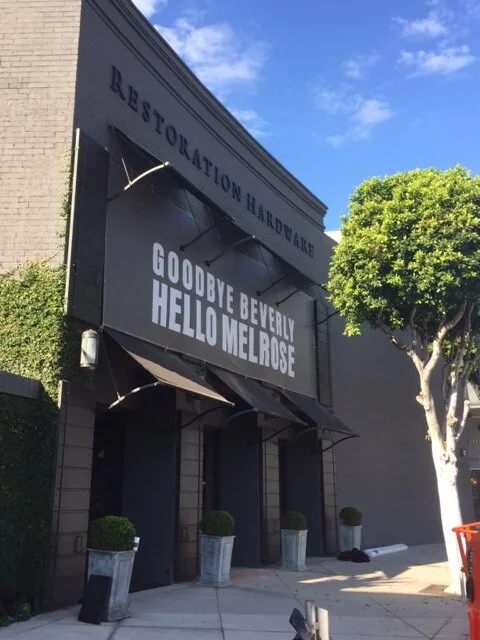 RESTORATION HARDWARE
GOODBYE BEVERLY
HELLO MELROSE